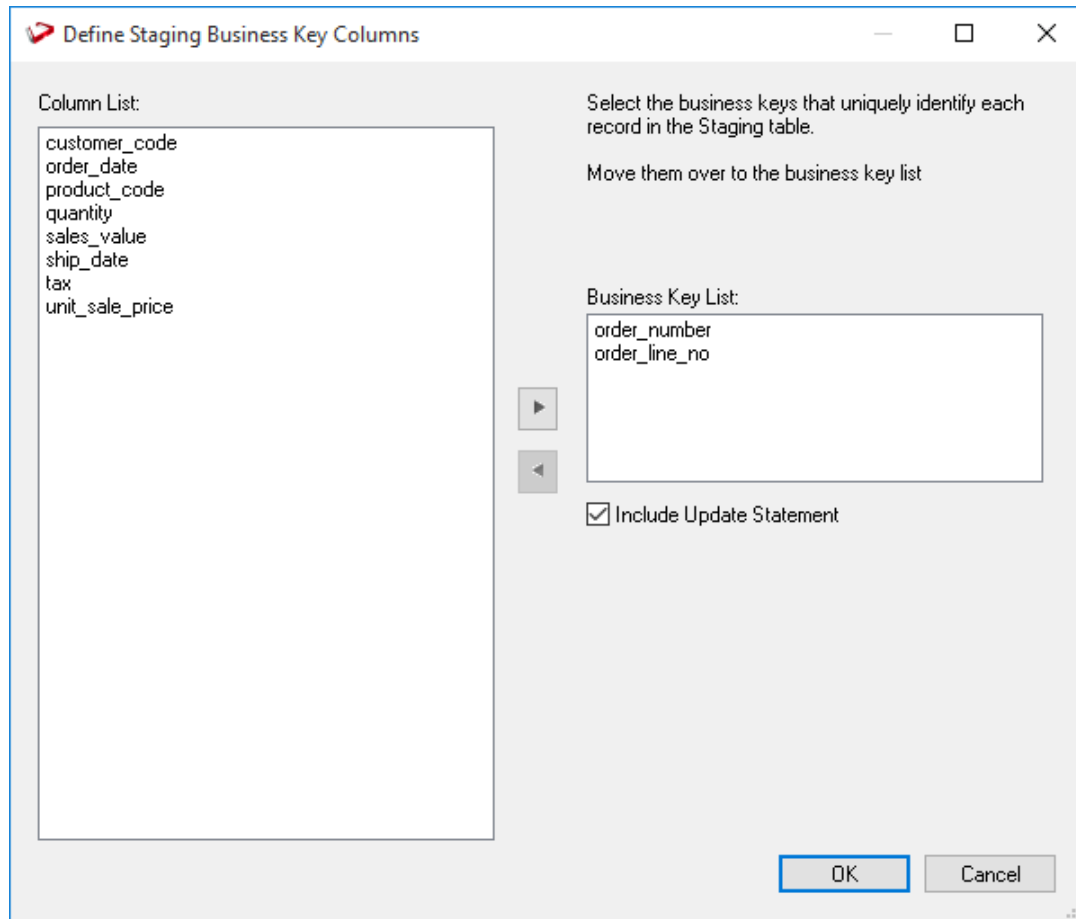 Define Staging Business Key Columns
Column List:
customer_code
order_date
product_code
quantity
sales_value
ship_date
tax
unit_sale_price
Select the business keys that uniquely identify each
record in the Staging table.
Move them over to the business key list
Business Key List:
order_number
order_line_no
Include Update Statement
OK
Cancel